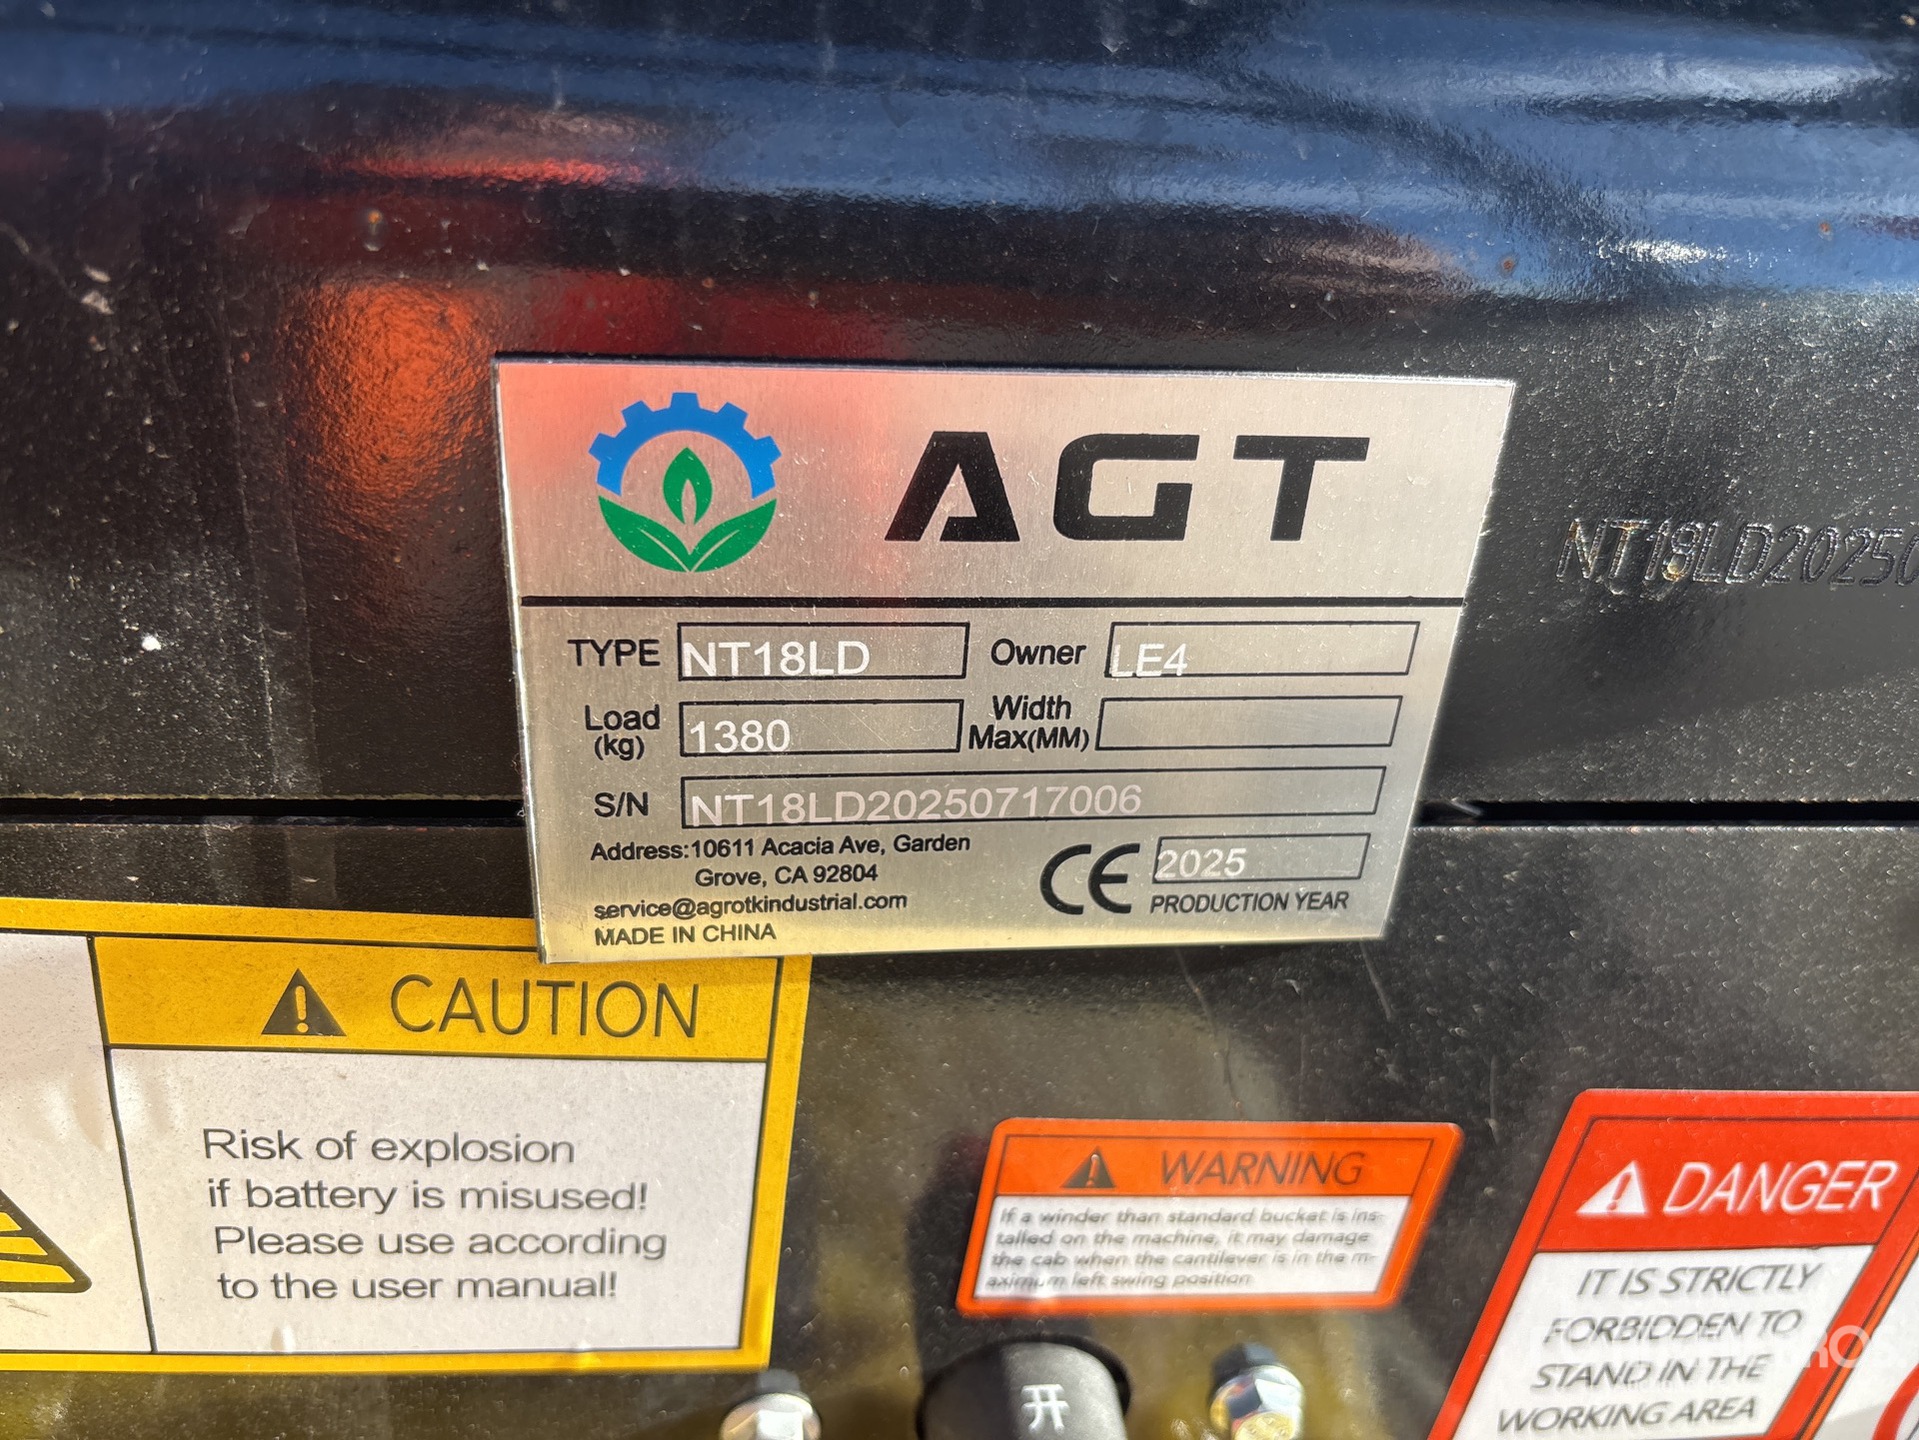 AGT
NT18LD20250
TYPE NT18LD Owner LE4
Load (kg) 1380 Width Max(MM)
S/N NT18LD20250717006
Address:10611 Acacia Ave, Garden
Grove, CA 92804
service@agrotkindustrial.com
MADE IN CHINA
CE 2025
PRODUCTION YEAR
CAUTION
Risk of explosion
if battery is misused!
Please use according
to the user manual!
WARNING
If a winder than standard bucket is ins-
talled on the machine, it may damage
the cab when the cantilever is in the m-
aximum left swing position
DANGER
IT IS STRICTLY
FORBIDDEN TO
STAND IN THE
WORKING AREA
开